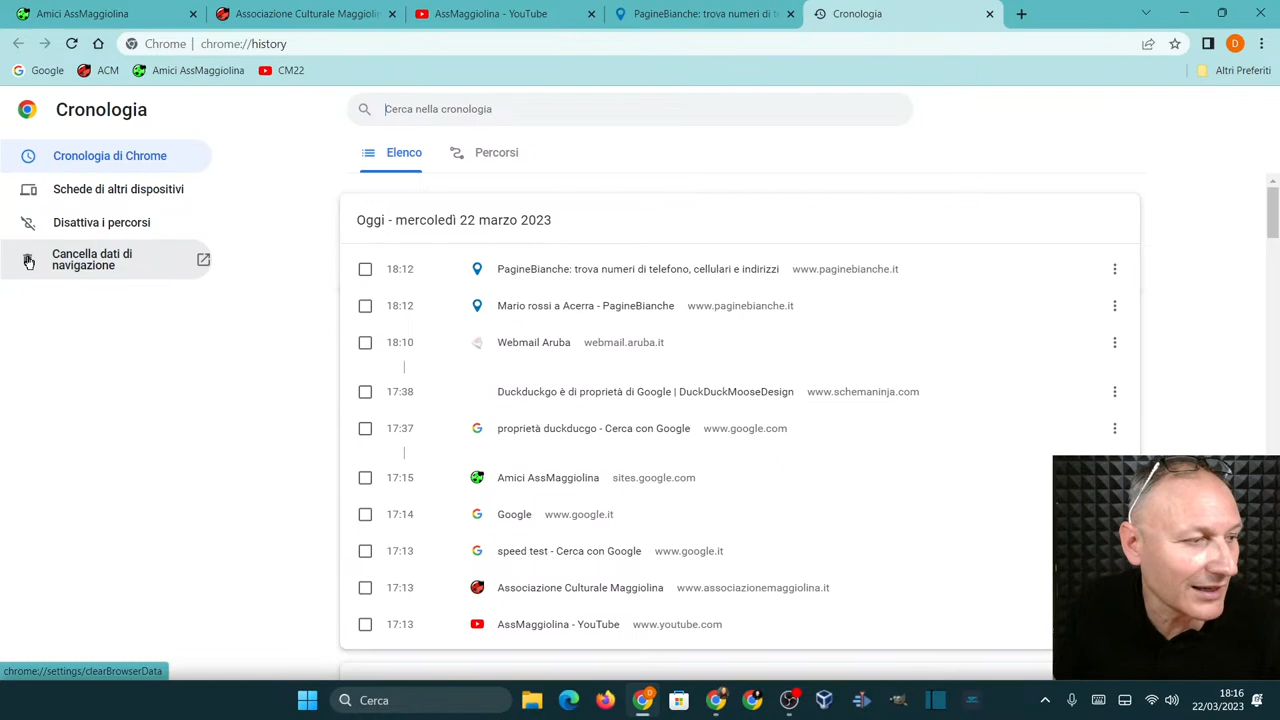 Amici AssMaggiolina
Associazione Culturale Maggiolin
AssMaggiolina - YouTube
PagineBianche: trova numeri di t
Cronologia
Chrome | chrome://history
Google
ACM
Amici AssMaggiolina
CM22
Altri Preferiti
Cronologia
Cerca nella cronologia
Cronologia di Chrome
Elenco
Percorsi
Schede di altri dispositivi
Disattiva i percorsi
Cancella dati di
navigazione
Oggi - mercoledì 22 marzo 2023
18:12 PagineBianche: trova numeri di telefono, cellulari e indirizzi www.paginebianche.it
18:12 Mario rossi a Acerra - PagineBianche www.paginebianche.it
18:10 Webmail Aruba webmail.aruba.it
17:38 Duckduckgo è di proprietà di Google | DuckDuckMooseDesign www.schemaninja.com
17:37 proprietà duckducgo - Cerca con Google www.google.com
17:15 Amici AssMaggiolina sites.google.com
17:14 Google www.google.it
17:13 speed test - Cerca con Google www.google.it
17:13 Associazione Culturale Maggiolina www.associazionemaggiolina.it
17:13 AssMaggiolina - YouTube www.youtube.com
chrome://settings/clearBrowserData
Cerca
18:16
22/03/2023